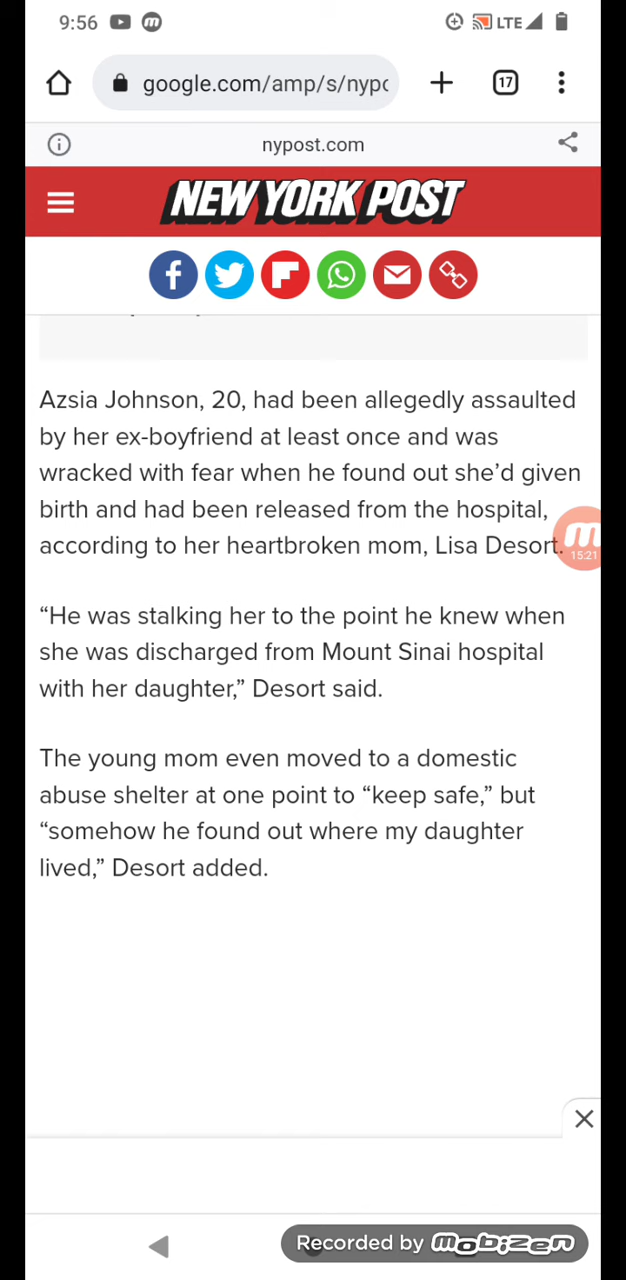 9:56 LTE
google.com/amp/s/nypo
17
nypost.com
NEW YORK POST
Azsia Johnson, 20, had been allegedly assaulted
by her ex-boyfriend at least once and was
wracked with fear when he found out she’d given
birth and had been released from the hospital,
according to her heartbroken mom, Lisa Desort.
15:21
“He was stalking her to the point he knew when
she was discharged from Mount Sinai hospital
with her daughter,” Desort said.
The young mom even moved to a domestic
abuse shelter at one point to “keep safe,” but
“somehow he found out where my daughter
lived,” Desort added.
Recorded by mobizen